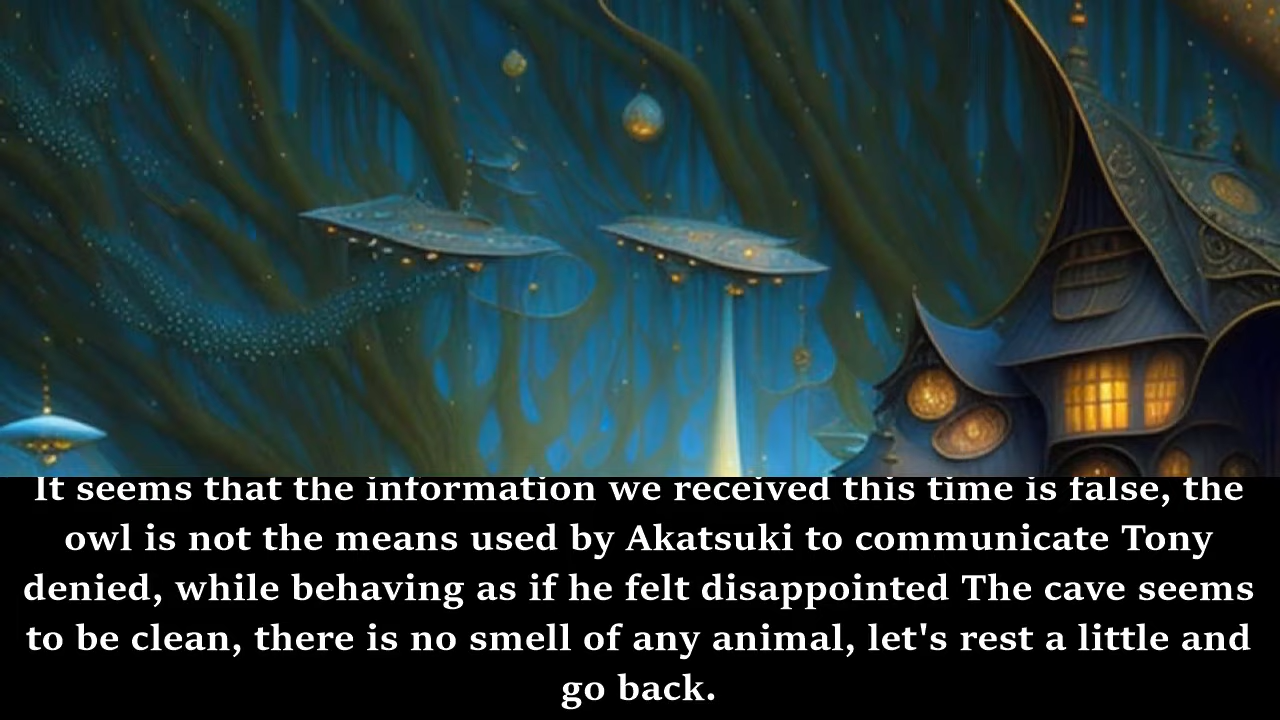 It seems that the information we received this time is false, the
owl is not the means used by Akatsuki to communicate Tony
denied, while behaving as if he felt disappointed The cave seems
to be clean, there is no smell of any animal, let's rest a little and
go back.